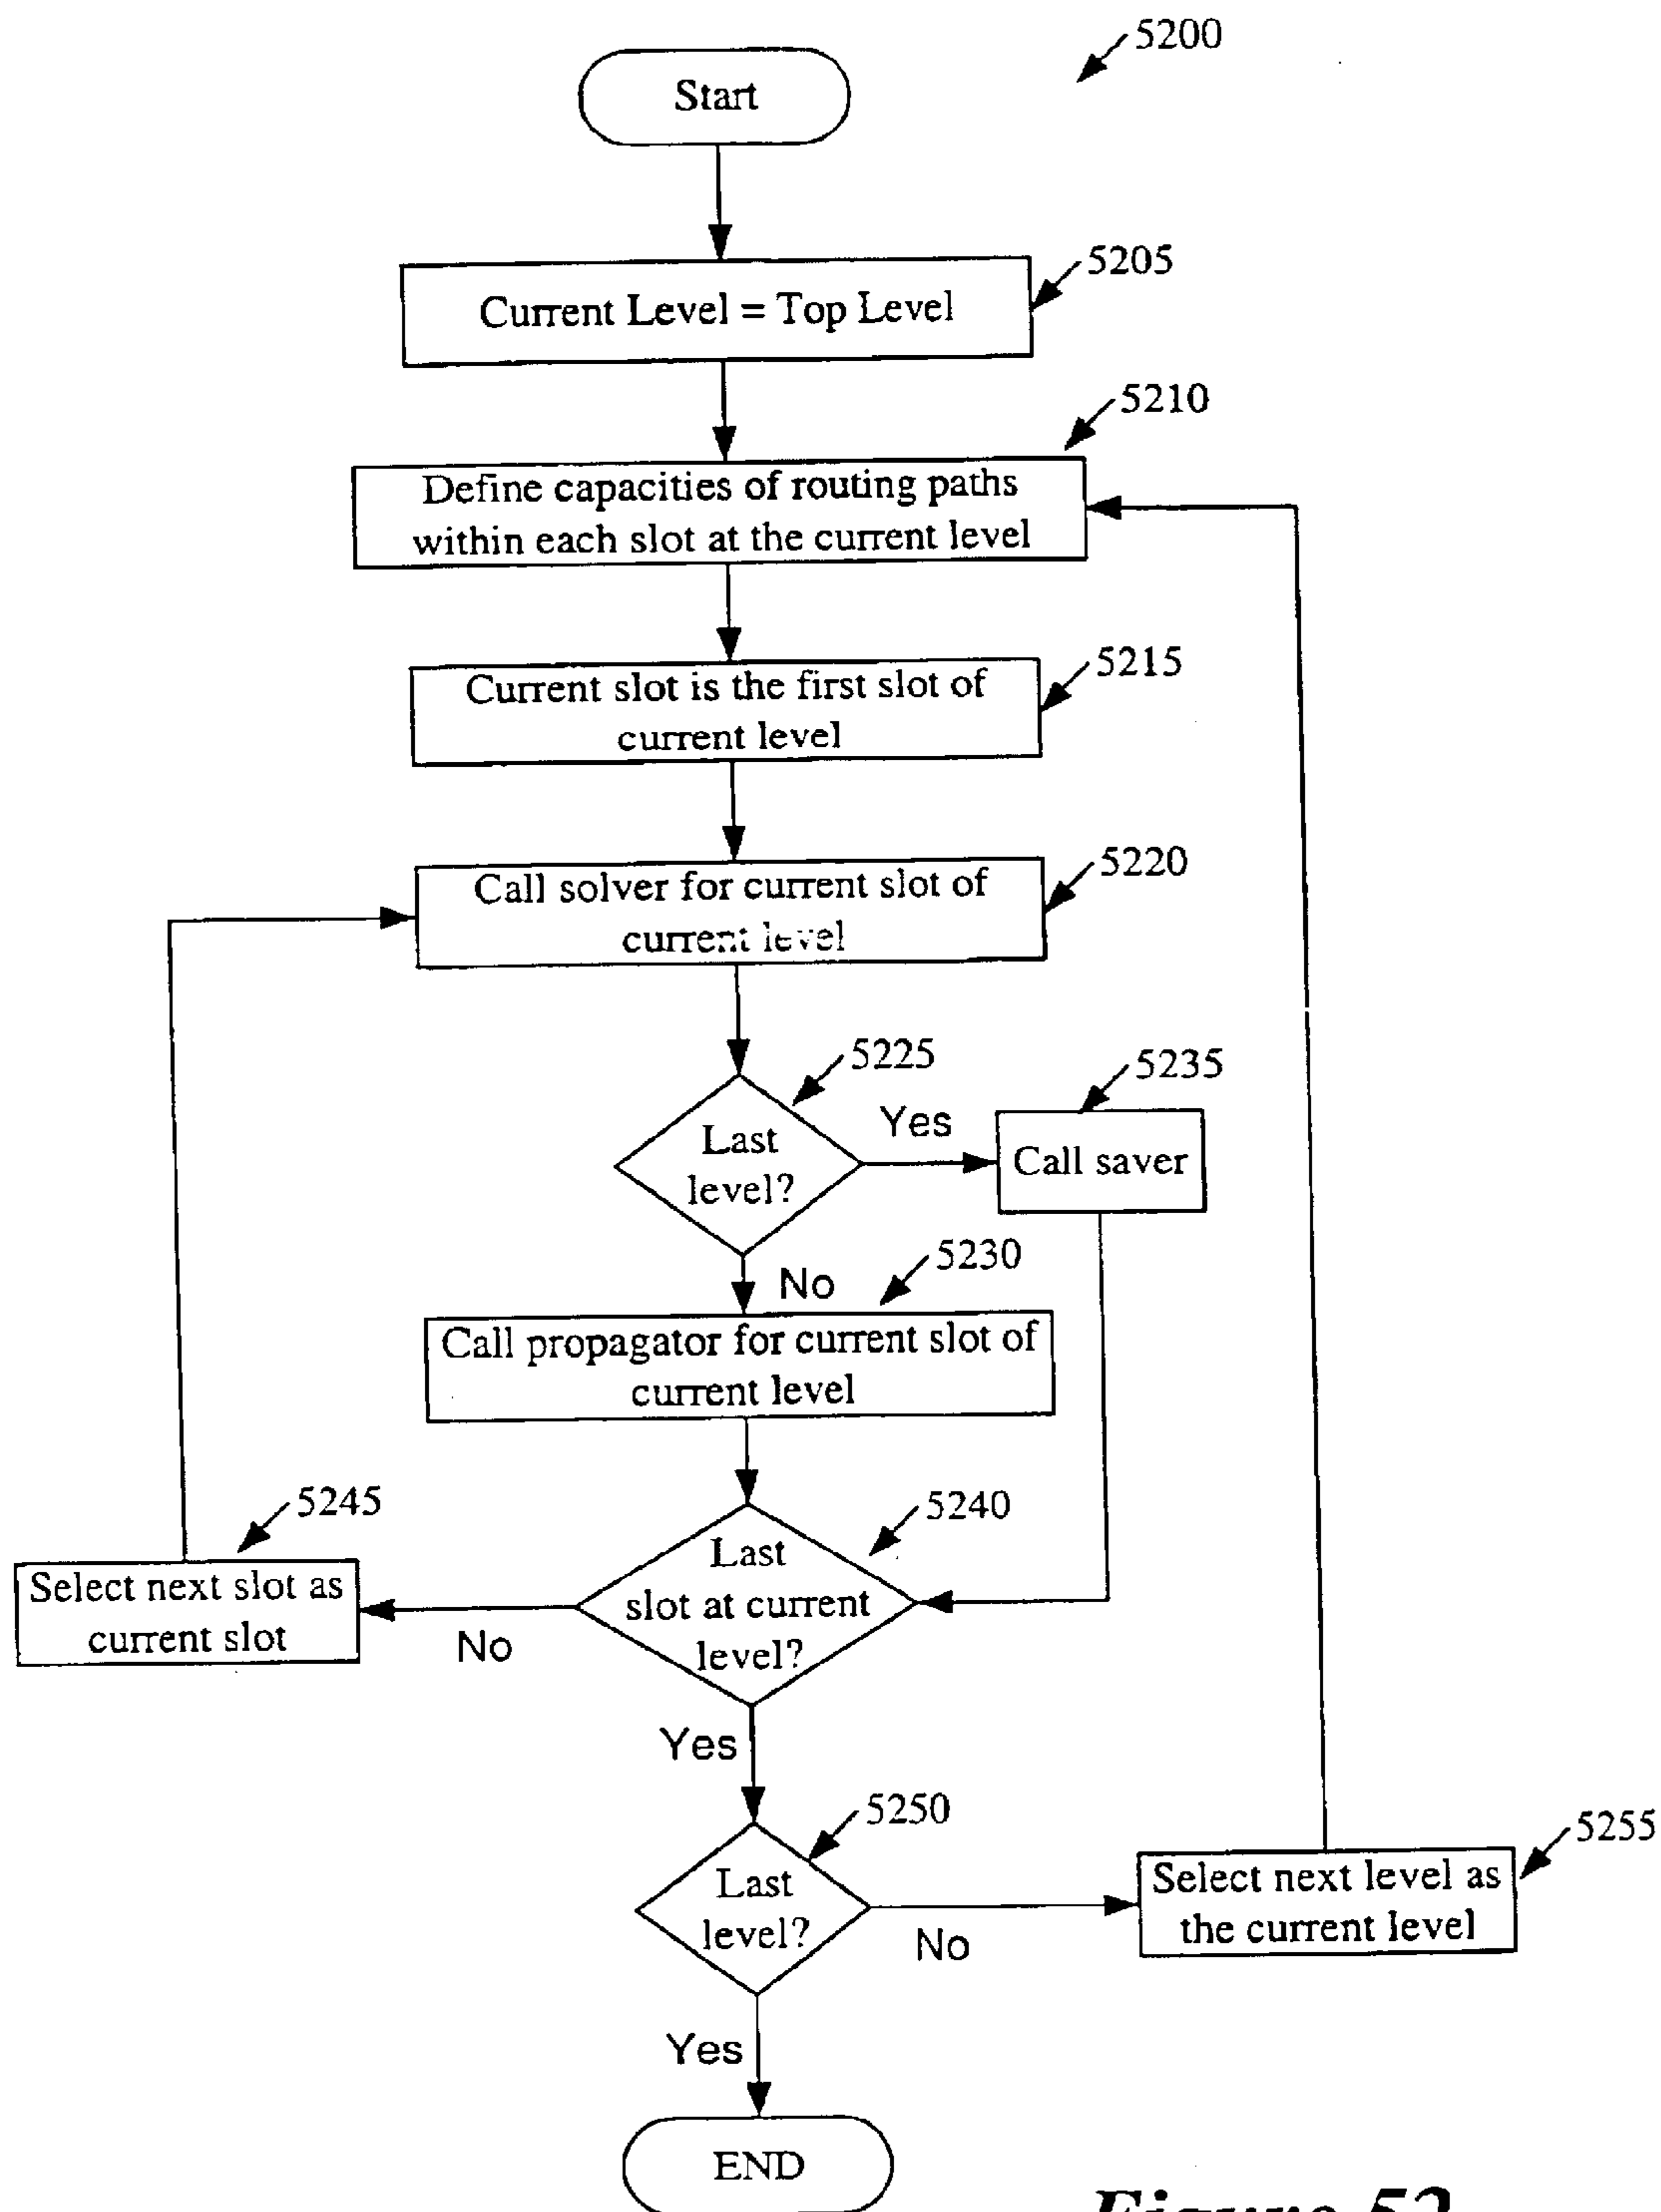 5200
Start
5205
Current Level = Top Level
5210
Define capacities of routing paths
within each slot at the current level
5215
Current slot is the first slot of
current level
5220
Call solver for current slot of
current level
5225
Last
level?
Yes
5235
Call saver
No
5230
Call propagator for current slot of
current level
5240
Last
slot at current
level?
No
5245
Select next slot as
current slot
Yes
5250
Last
level?
No
5255
Select next level as
the current level
Yes
END
Figure 52